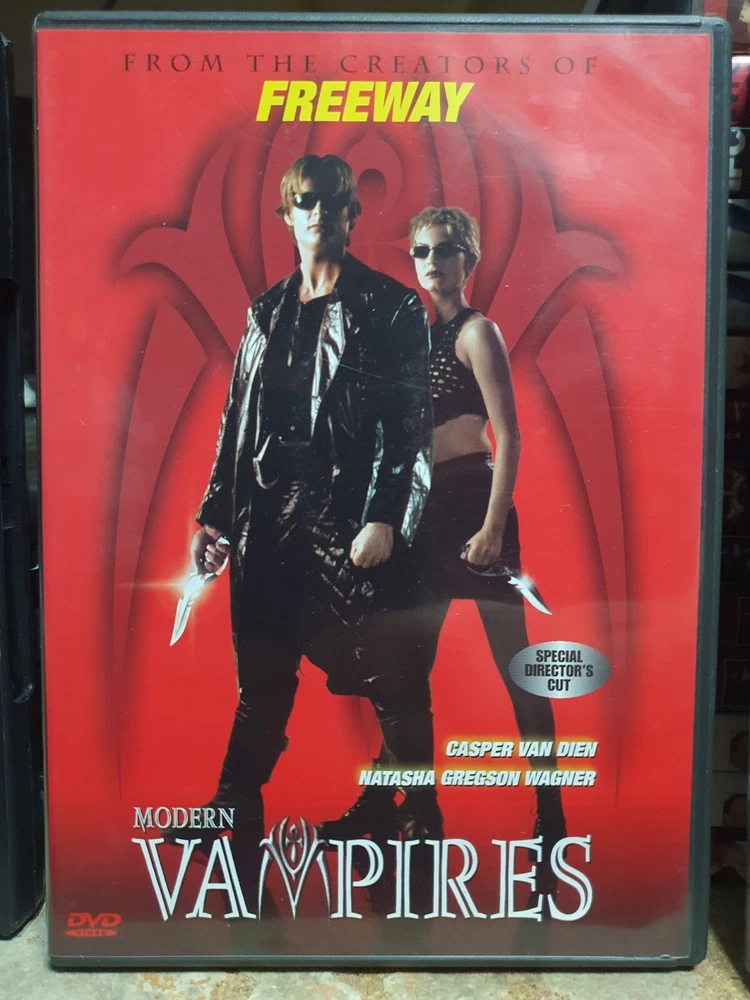 FROM THE CREATORS OF
FREEWAY
SPECIAL
DIRECTOR'S
CUT
CASPER VAN DIEN
NATASHA GREGSON WAGNER
MODERN
VAMPIRES
DVD
VIDEO